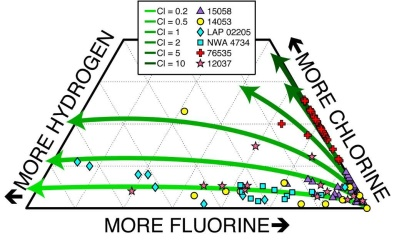 Cl = 0.2
Cl = 0.5
Cl = 1
Cl = 2
Cl = 5
Cl = 10
15058
14053
LAP 02205
NWA 4734
76535
12037
←MORE HYDROGEN
←MORE CHLORINE
MORE FLUORINE→